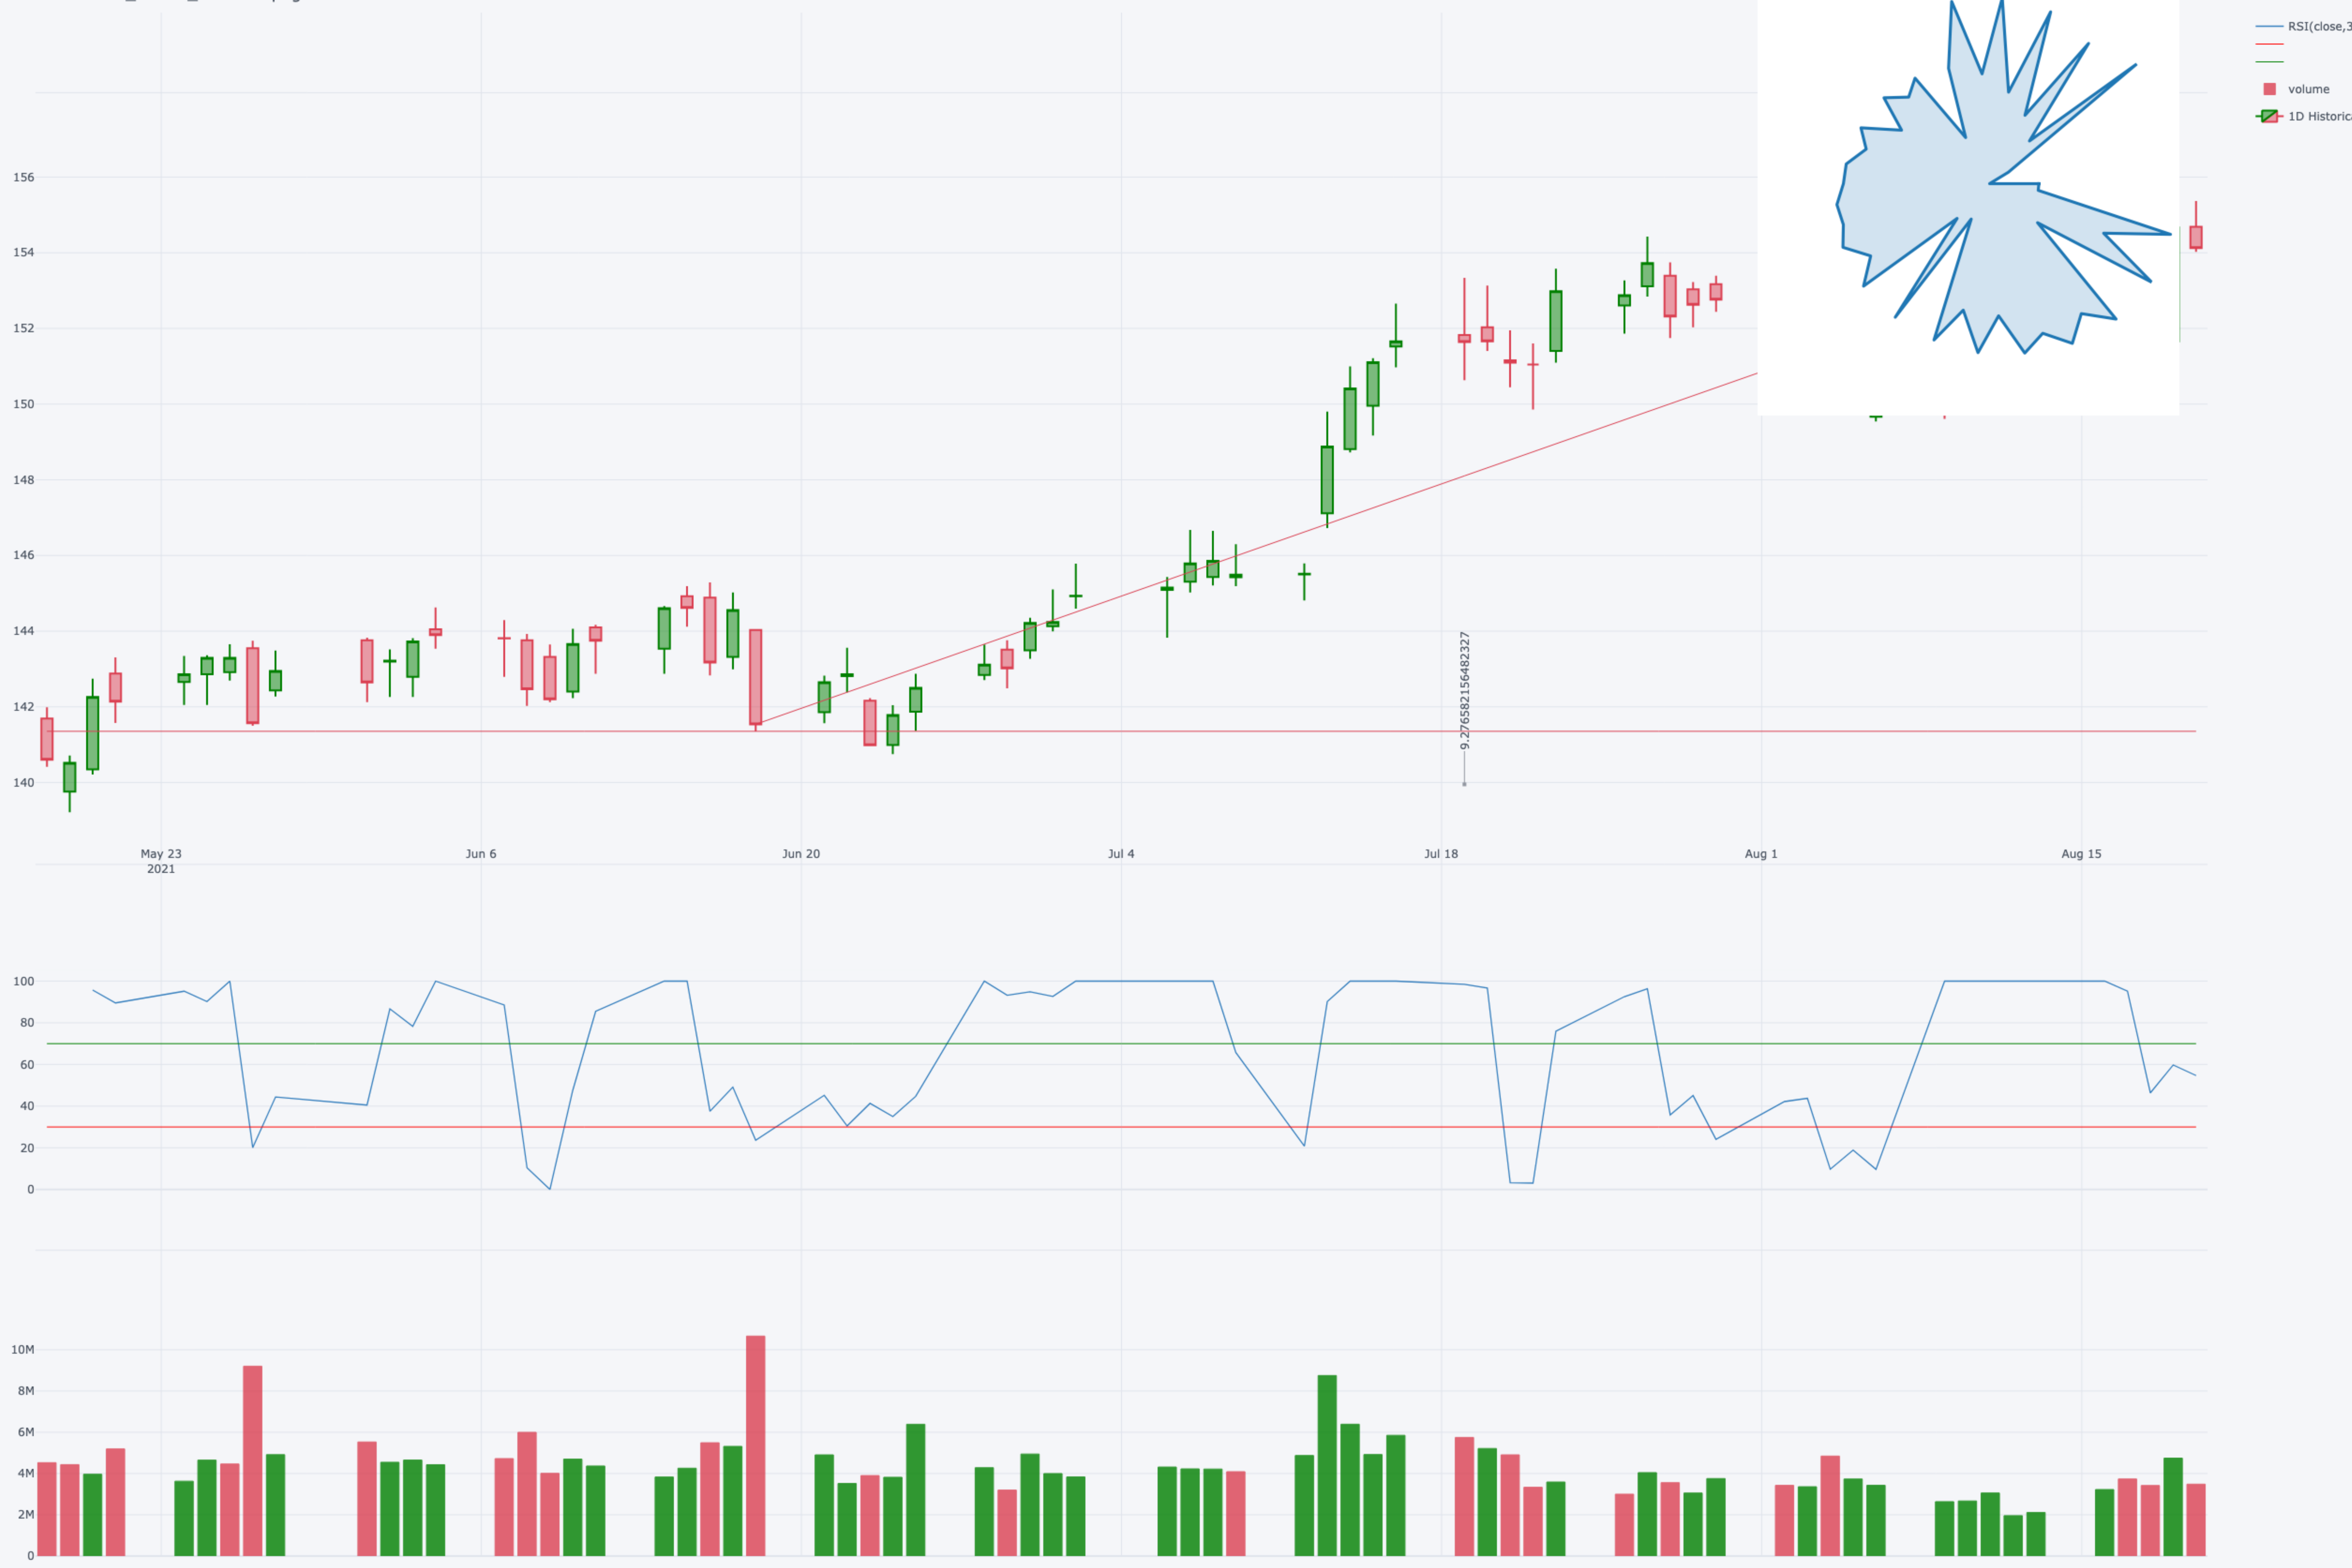 RSI(close,3
volume
1D Historica
156
154
152
150
148
146
144
142
140
9.276582156482327
May 23
2021
Jun 6
Jun 20
Jul 4
Jul 18
Aug 1
Aug 15
100
80
60
40
20
0
10M
8M
6M
4M
2M
0